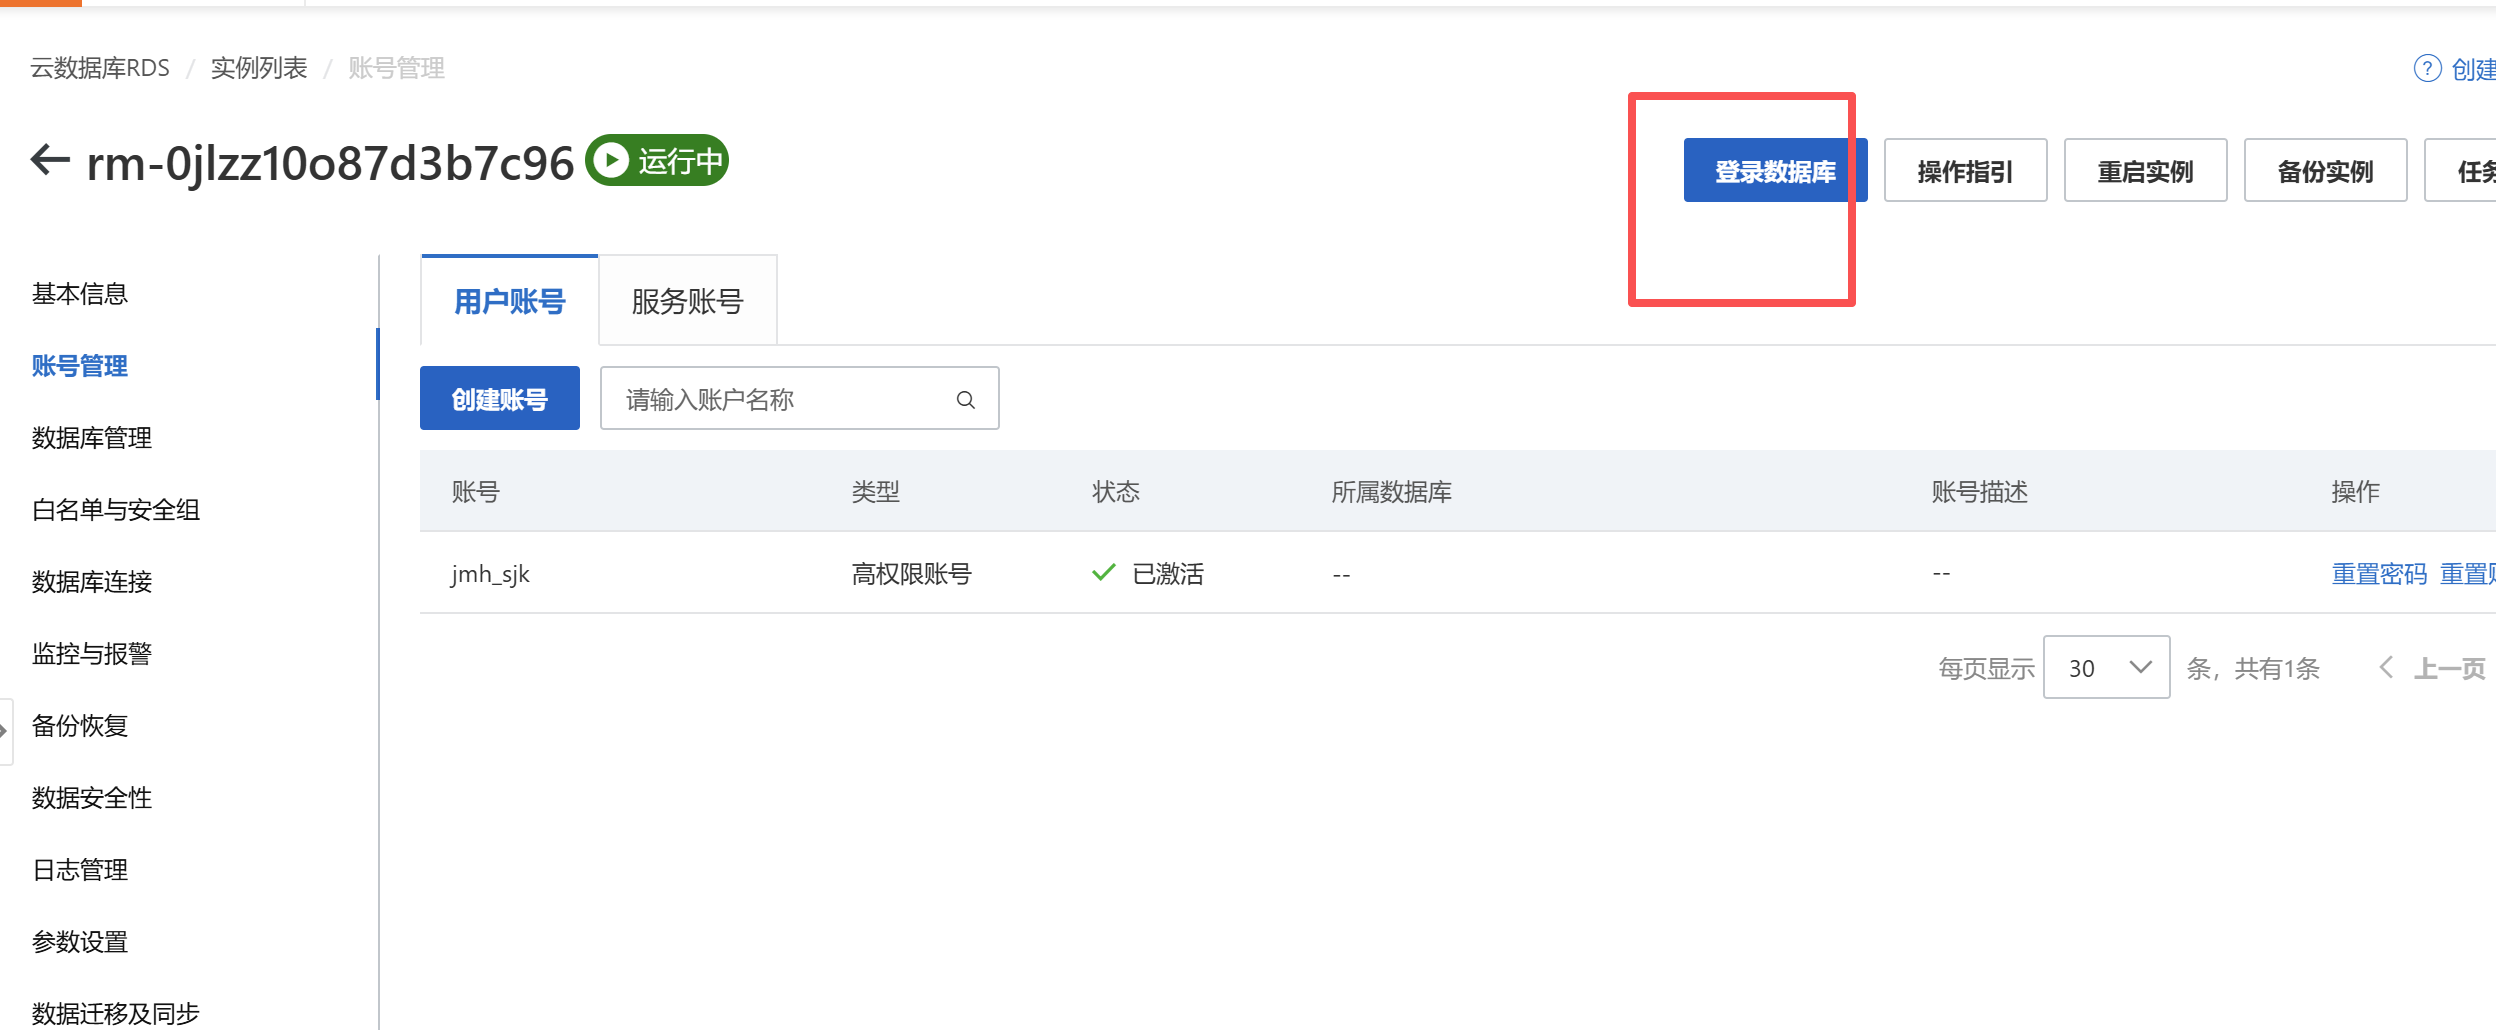 云数据库RDS / 实例列表 / 账号管理
创建
rm-0jlzz10o87d3b7c96 运行中
登录数据库 操作指引 重启实例 备份实例 任务
基本信息
账号管理
数据库管理
白名单与安全组
数据库连接
监控与报警
备份恢复
数据安全性
日志管理
参数设置
数据迁移及同步
用户账号 服务账号
创建账号 请输入账户名称
账号 类型 状态 所属数据库 账号描述 操作
jmh_sjk 高权限账号 已激活 -- -- 重置密码 重置
每页显示 30 条，共有1条 上一页